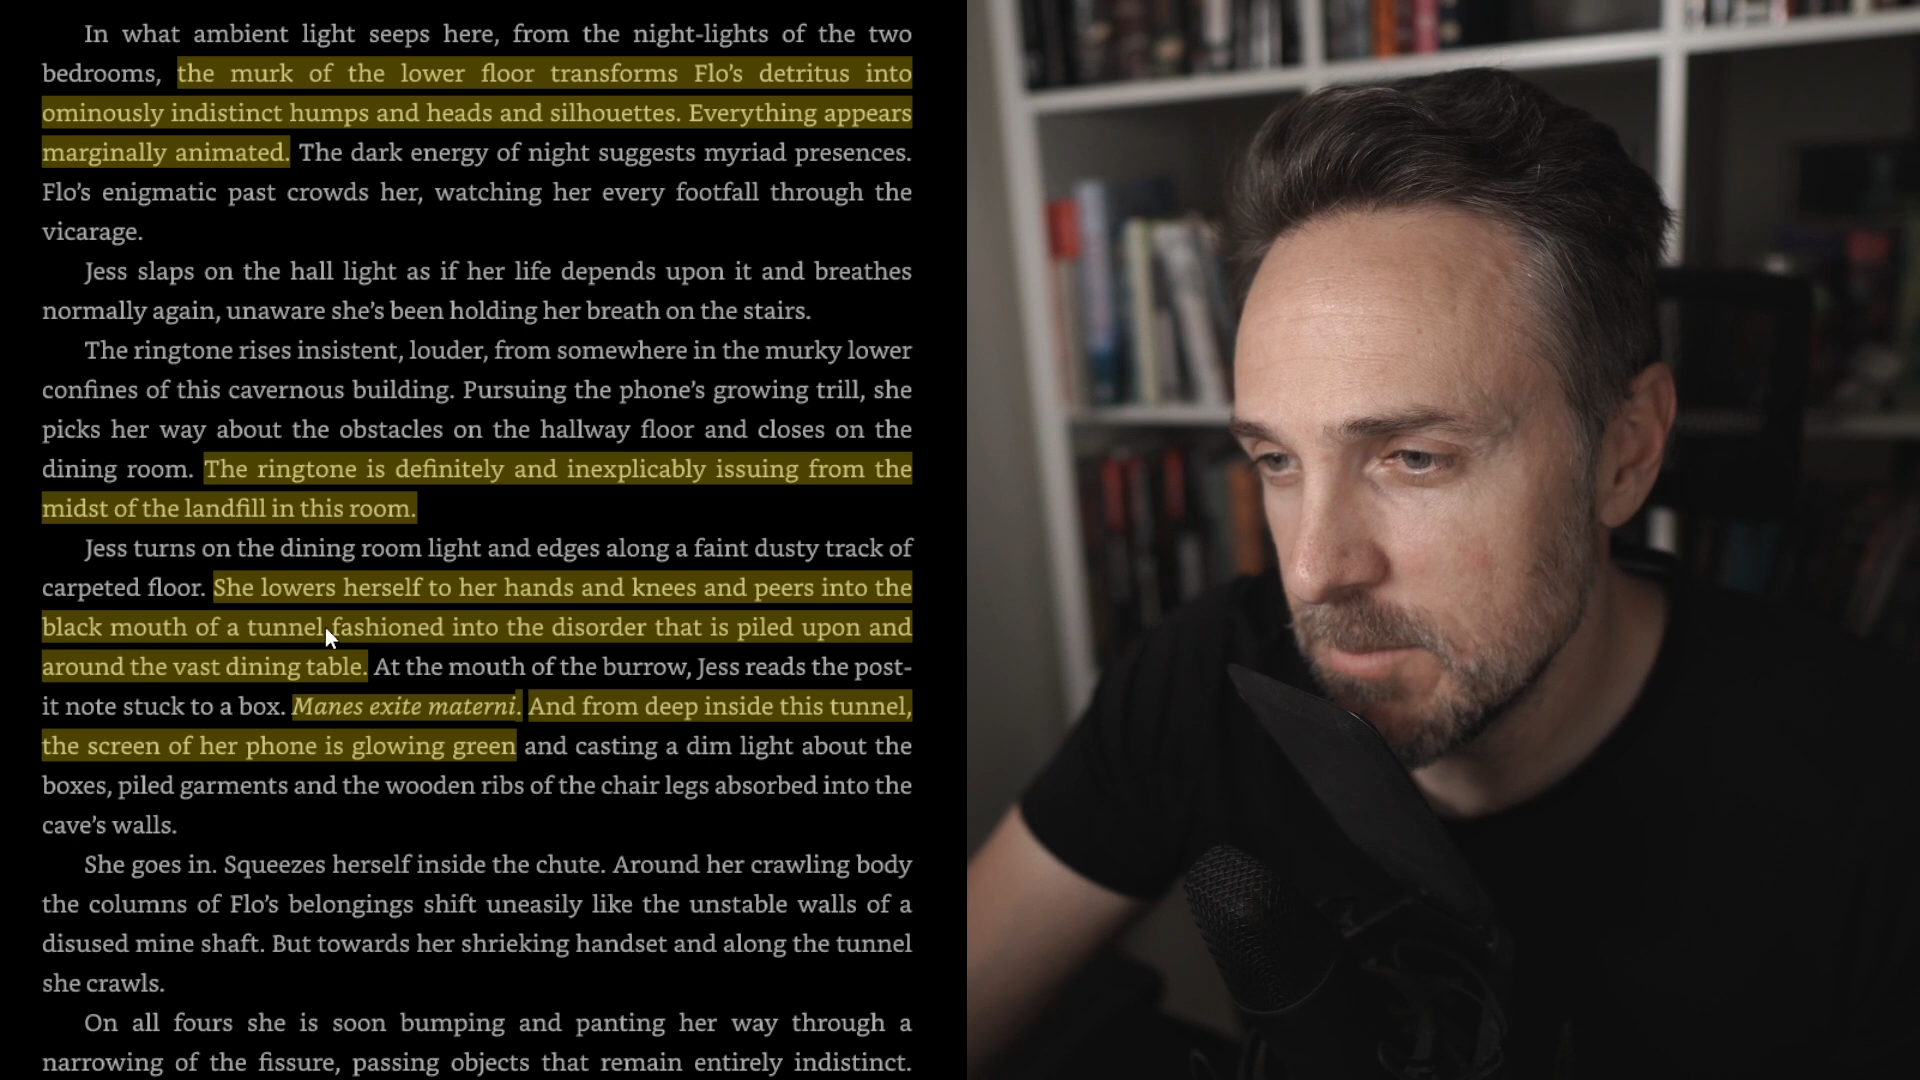 In what ambient light seeps here, from the night-lights of the two
bedrooms, the murk of the lower floor transforms Flo’s detritus into
ominously indistinct humps and heads and silhouettes. Everything appears
marginally animated. The dark energy of night suggests myriad presences.
Flo’s enigmatic past crowds her, watching her every footfall through the
vicarage.
Jess slaps on the hall light as if her life depends upon it and breathes
normally again, unaware she’s been holding her breath on the stairs.
The ringtone rises insistent, louder, from somewhere in the murky lower
confines of this cavernous building. Pursuing the phone’s growing trill, she
picks her way about the obstacles on the hallway floor and closes on the
dining room. The ringtone is definitely and inexplicably issuing from the
midst of the landfill in this room.
Jess turns on the dining room light and edges along a faint dusty track of
carpeted floor. She lowers herself to her hands and knees and peers into the
black mouth of a tunnel fashioned into the disorder that is piled upon and
around the vast dining table. At the mouth of the burrow, Jess reads the post-
it note stuck to a box. Manes exite materni. And from deep inside this tunnel,
the screen of her phone is glowing green and casting a dim light about the
boxes, piled garments and the wooden ribs of the chair legs absorbed into the
cave’s walls.
She goes in. Squeezes herself inside the chute. Around her crawling body
the columns of Flo’s belongings shift uneasily like the unstable walls of a
disused mine shaft. But towards her shrieking handset and along the tunnel
she crawls.
On all fours she is soon bumping and panting her way through a
narrowing of the fissure, passing objects that remain entirely indistinct.